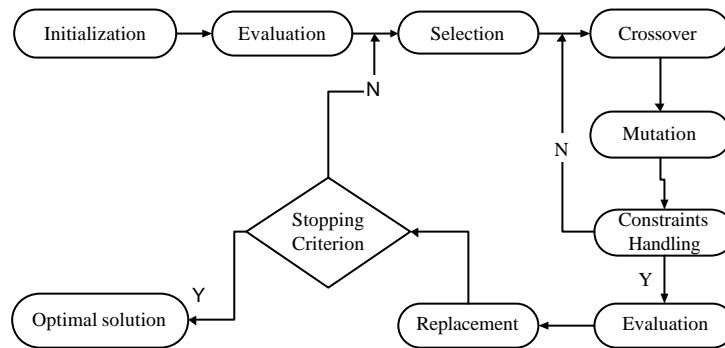 Initialization
Evaluation
Selection
Crossover
N
Mutation
N
Stopping
Criterion
Constraints
Handling
Y
Y
Optimal solution
Replacement
Evaluation